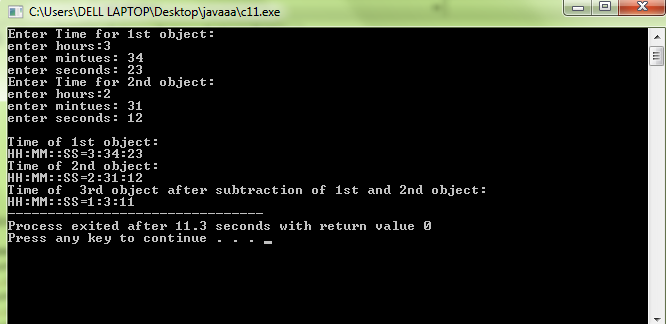 C:\Users\DELL LAPTOP\Desktop\javaaa\c11.exe
Enter Time for 1st object:
enter hours:3
enter mintues: 34
enter seconds: 23
Enter Time for 2nd object:
enter hours:2
enter mintues: 31
enter seconds: 12
Time of 1st object:
HH:MM::SS=3:34:23
Time of 2nd object:
HH:MM::SS=2:31:12
Time of  3rd object after subtraction of 1st and 2nd object:
HH:MM::SS=1:3:11
--------------------------------
Process exited after 11.3 seconds with return value 0
Press any key to continue . . .